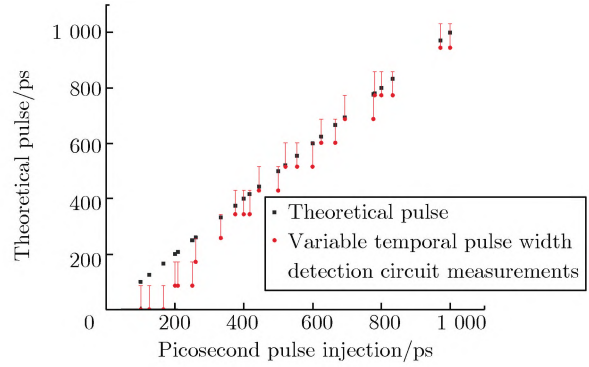 1 000
800
600
400
200
0
200
400
600
800
1 000
Theoretical pulse/ps
Picosecond pulse injection/ps
Theoretical pulse
Variable temporal pulse width
detection circuit measurements